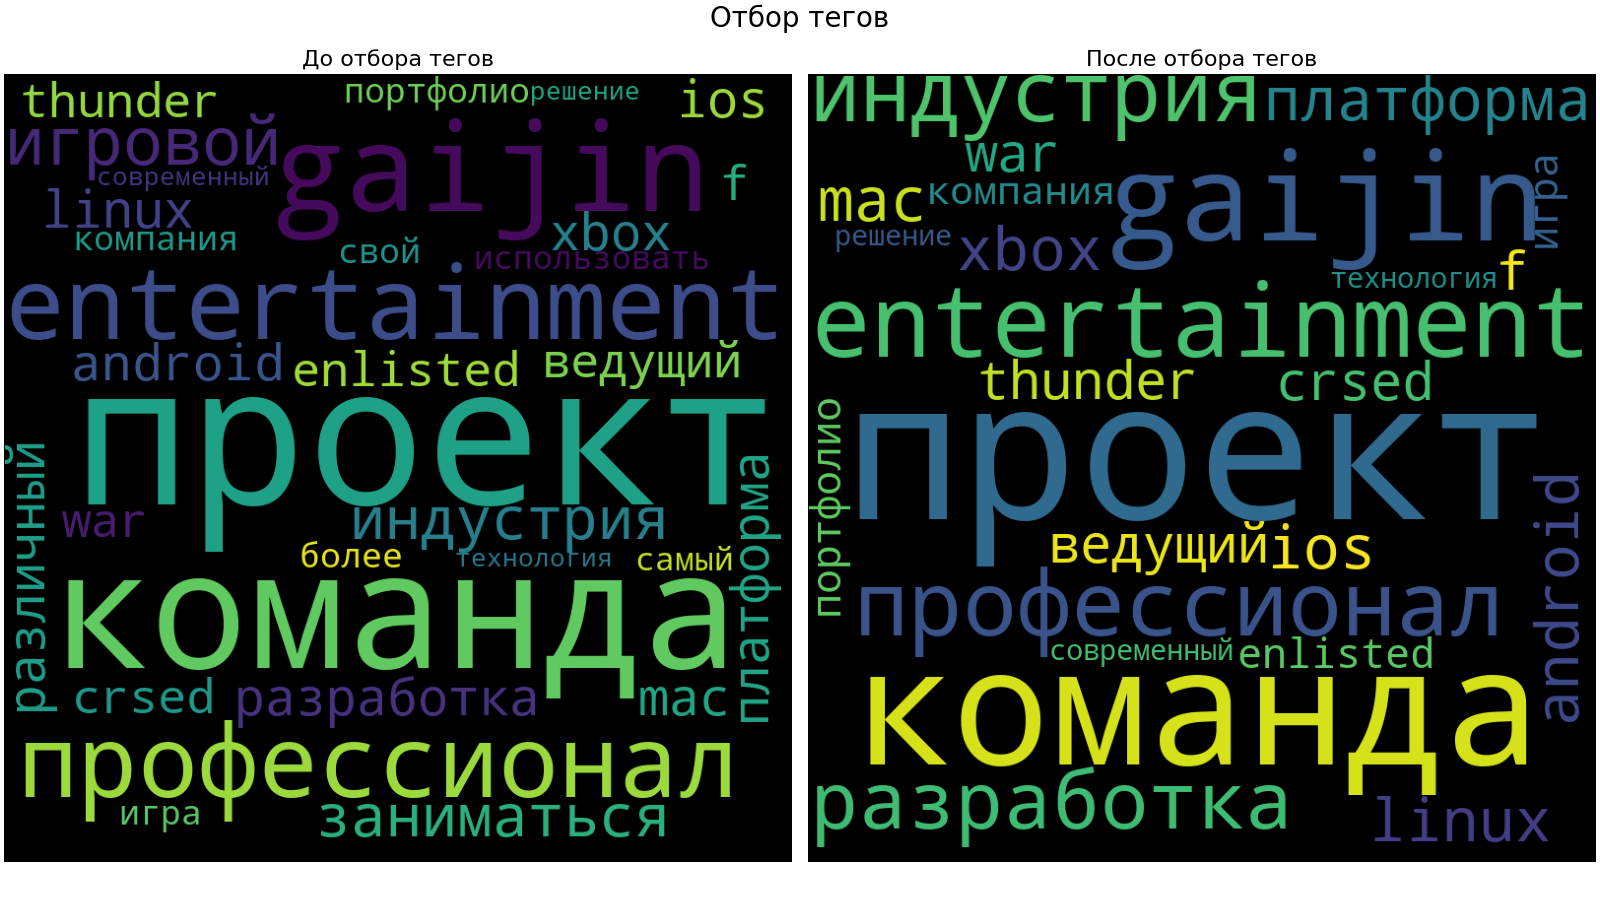 Отбор тегов
До отбора тегов
thunder портфолио решение ios
игровой gaijin
современный f
linux xbox
компания свой использовать
entertainment
android enlisted ведущий
проект
различный платформа
war индустрия
более технология самый
команда
crsed разработка mac
профессионал
игра заниматься
После отбора тегов
индустрия платформа
war
mac компания gaijin игра
решение xbox
технология f
entertainment
thunder crsed
портфолио проект
ведущий ios android
профессионал
современный enlisted
команда
разработка linux